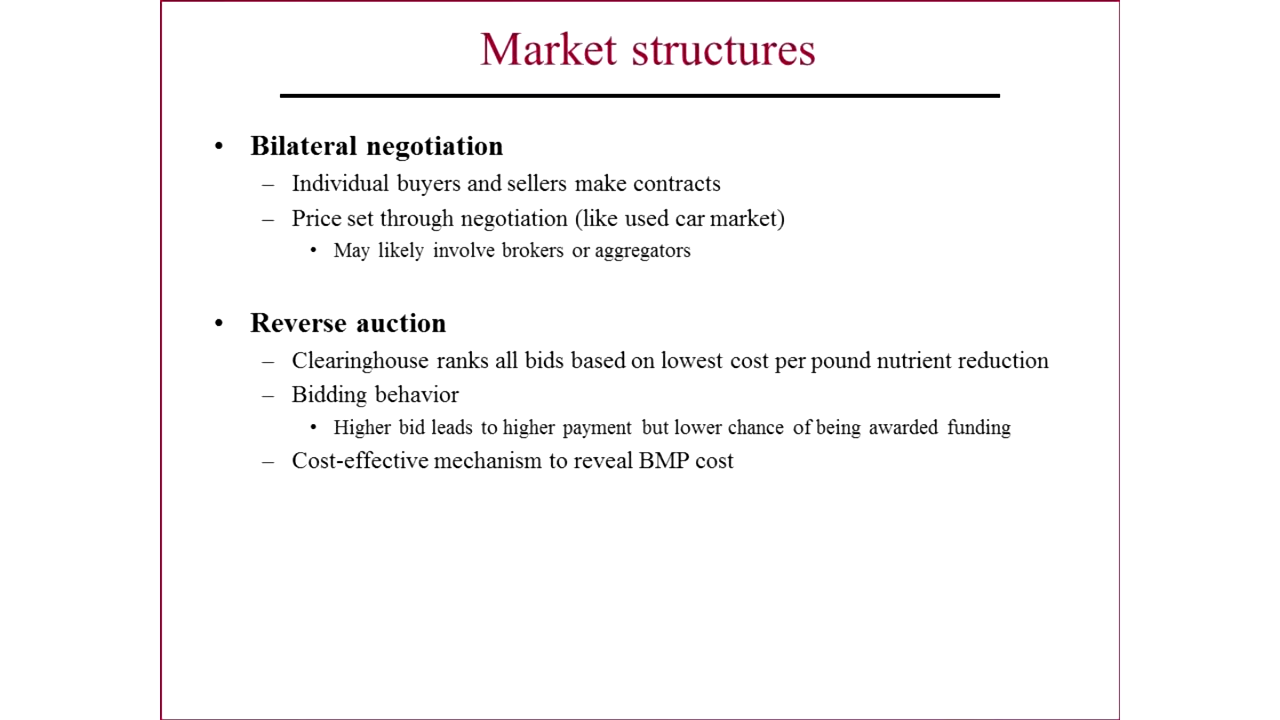 Market structures
• Bilateral negotiation
– Individual buyers and sellers make contracts
– Price set through negotiation (like used car market)
• May likely involve brokers or aggregators
• Reverse auction
– Clearinghouse ranks all bids based on lowest cost per pound nutrient reduction
– Bidding behavior
• Higher bid leads to higher payment but lower chance of being awarded funding
– Cost-effective mechanism to reveal BMP cost